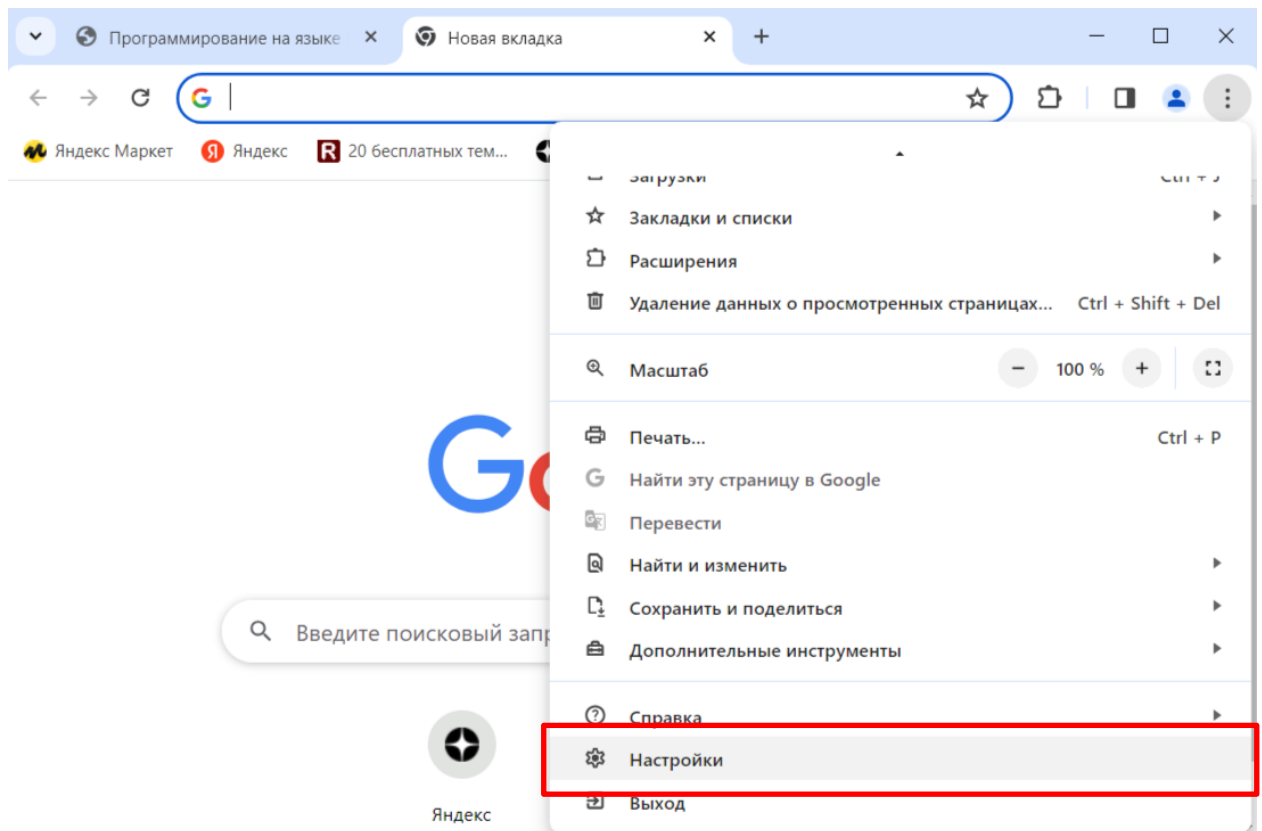 Программирование на языке
Новая вкладка
Яндекс Маркет
Яндекс
20 бесплатных тем...
Загрузки Ctrl + J
Закладки и списки
Расширения
Удаление данных о просмотренных страницах... Ctrl + Shift + Del
Масштаб 100 %
Печать... Ctrl + P
Найти эту страницу в Google
Перевести
Найти и изменить
Сохранить и поделиться
Дополнительные инструменты
Введите поисковый
Справка
Настройки
Выход
Яндекс